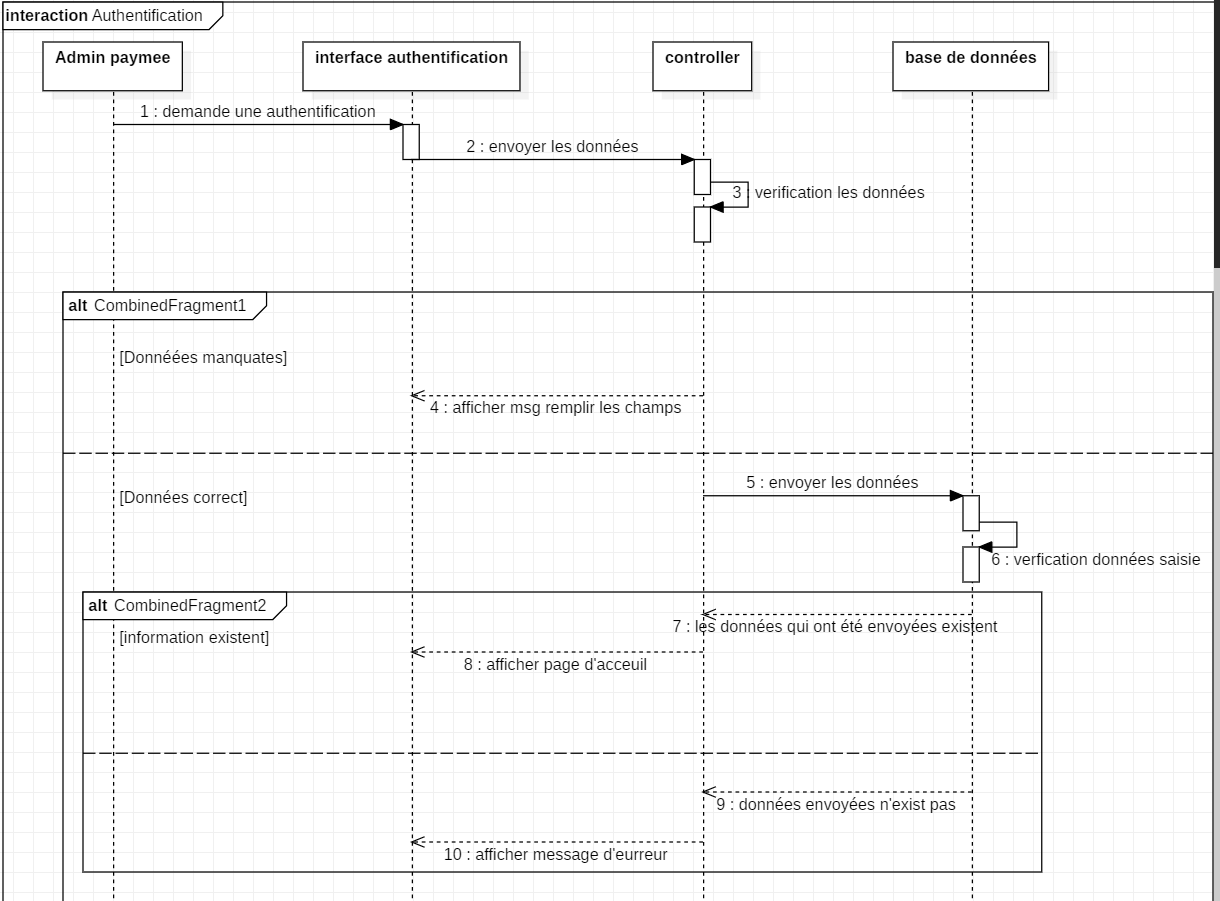 interaction Authentification
Admin paymee
interface authentification
controller
base de données
1 : demande une authentification
2 : envoyer les données
3 : verification les données
alt CombinedFragment1
[Donnéées manquates]
4 : afficher msg remplir les champs
5 : envoyer les données
[Données correct]
6 : verfication données saisie
alt CombinedFragment2
7 : les données qui ont été envoyées existent
[information existent]
8 : afficher page d'acceuil
9 : données envoyées n'exist pas
10 : afficher message d'eurreur